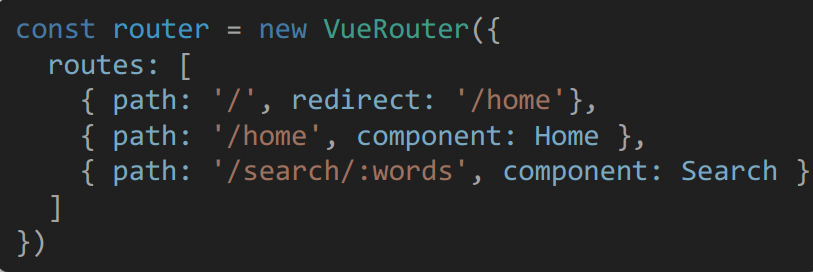 const router = new VueRouter({
  routes: [
    { path: '/', redirect: '/home'},
    { path: '/home', component: Home },
    { path: '/search/:words', component: Search }
  ]
})